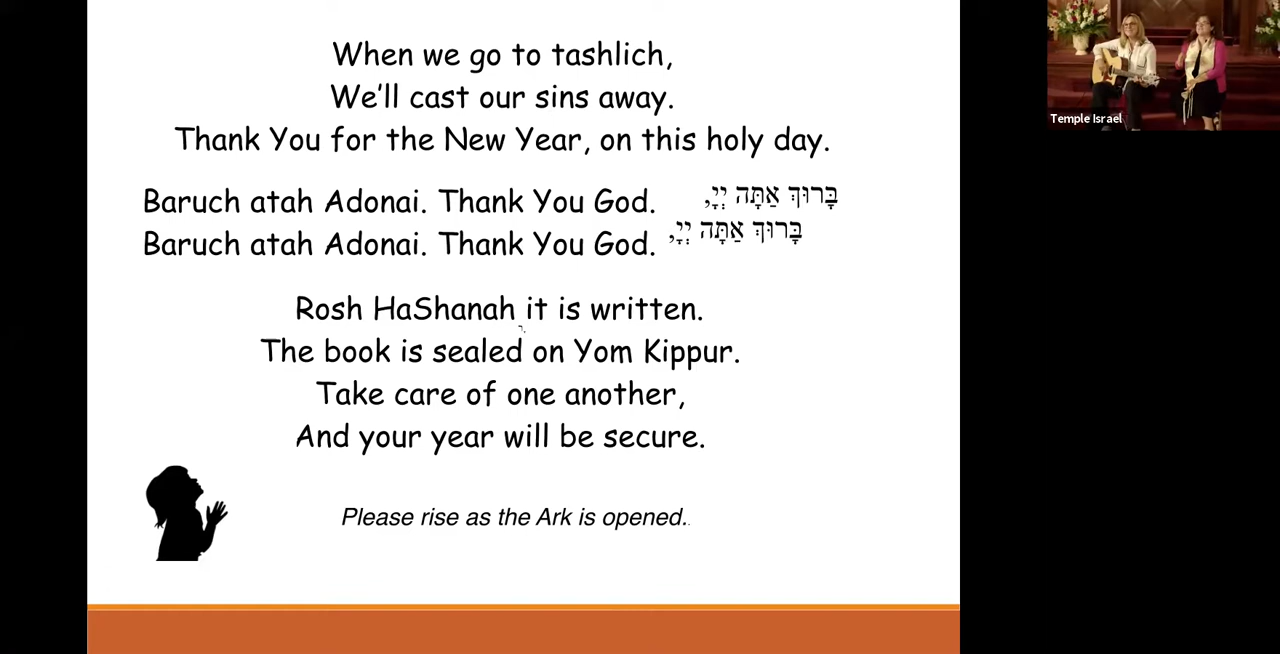 When we go to tashlich,
We'll cast our sins away.
Thank You for the New Year, on this holy day.
Baruch atah Adonai. Thank You God. בָּרוּךְ אַתָּה יְיָ,
Baruch atah Adonai. Thank You God. בָּרוּךְ אַתָּה יְיָ,
Rosh HaShanah it is written.
The book is sealed on Yom Kippur.
Take care of one another,
And your year will be secure.
Please rise as the Ark is opened..
Temple Israel